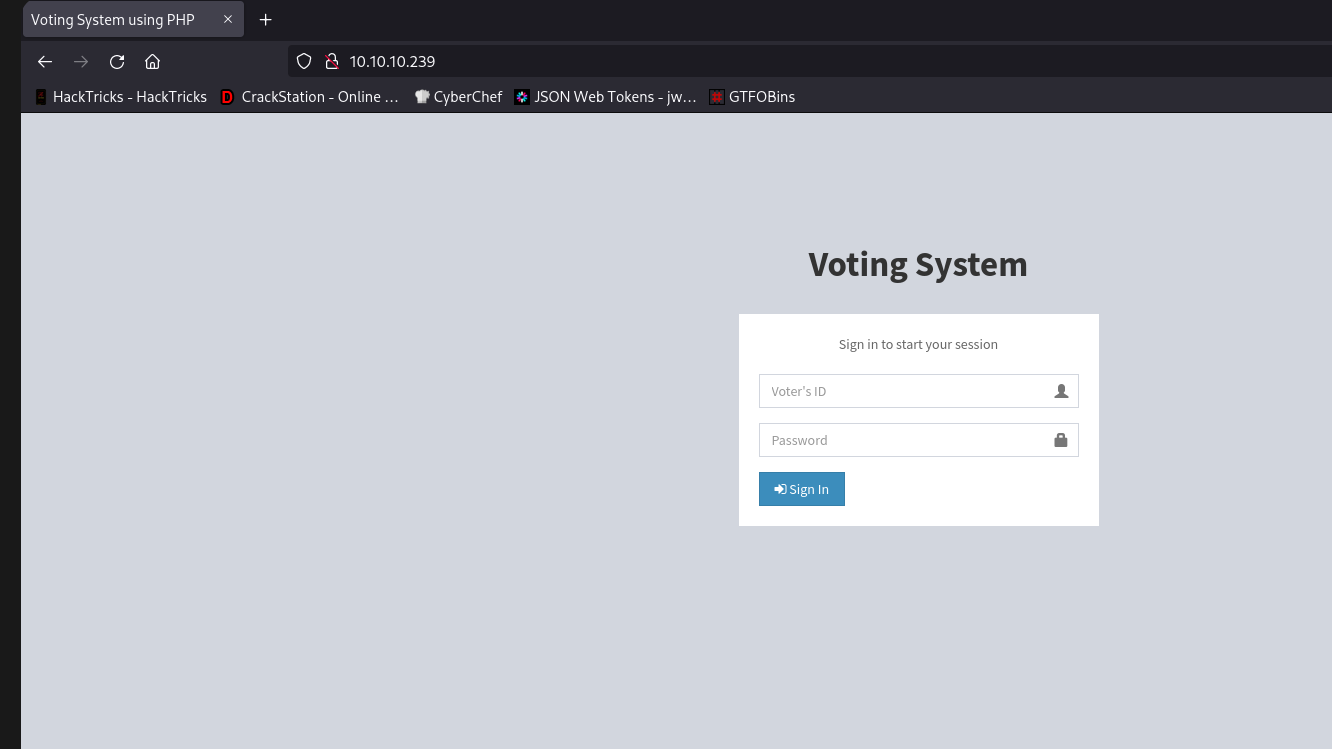 Voting System using PHP
10.10.10.239
HackTricks - HackTricks CrackStation - Online ... CyberChef JSON Web Tokens - jw... GTFOBins
Voting System
Sign in to start your session
Voter's ID
Password
Sign In